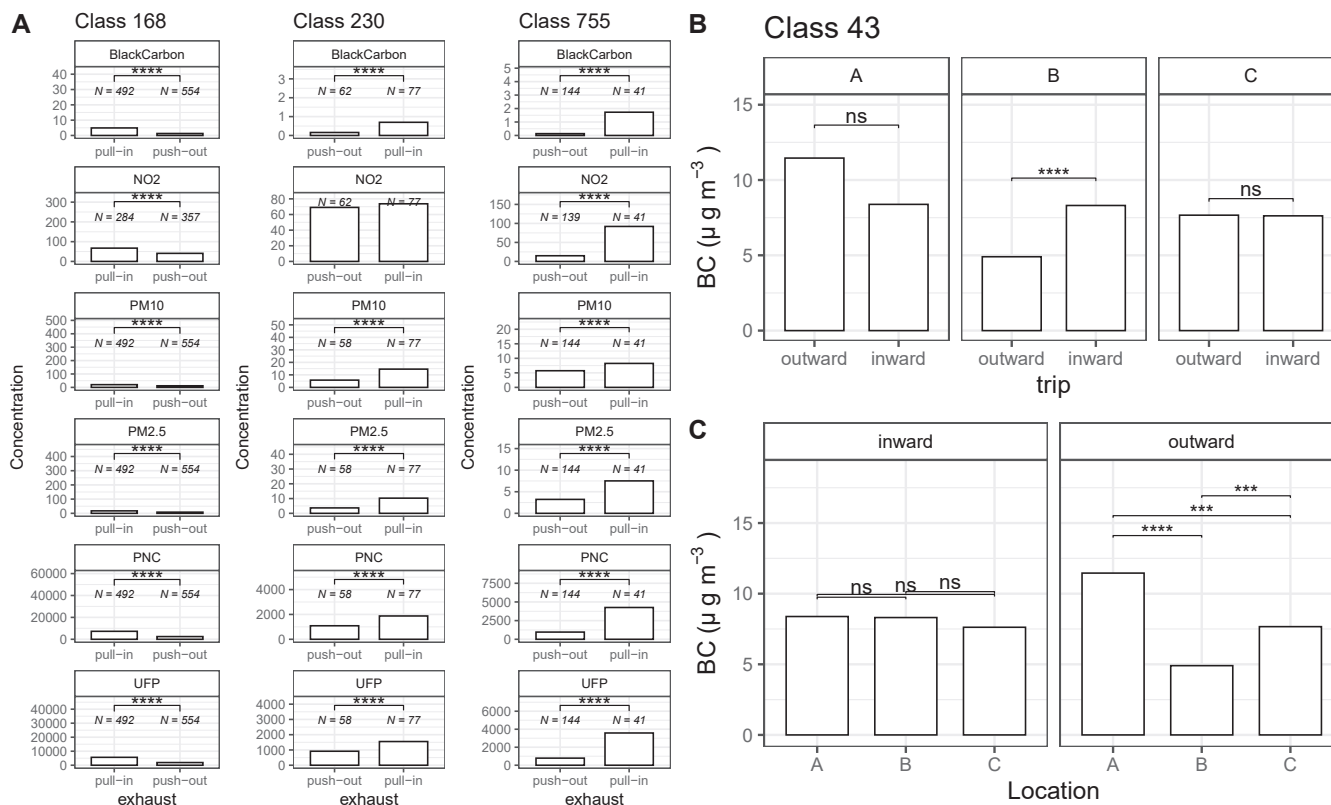 A
Class 168
BlackCarbon
40
30
20
10
0
****
N = 492 N = 554
pull−in push−out
NO2
300
200
100
0
****
N = 284 N = 357
pull−in push−out
PM10
500
400
300
200
100
0
****
N = 492 N = 554
pull−in push−out
PM2.5
400
300
200
100
0
****
N = 492 N = 554
pull−in push−out
PNC
60000
40000
20000
0
****
N = 492 N = 554
pull−in push−out
UFP
40000
30000
20000
10000
0
****
N = 492 N = 554
pull−in push−out
exhaust
Concentration
Class 230
BlackCarbon
3
2
1
0
****
N = 62 N = 77
push−out pull−in
NO2
80
60
40
20
0
N = 62 N = 77
push−out pull−in
PM10
50
40
30
20
10
0
****
N = 58 N = 77
push−out pull−in
PM2.5
40
30
20
10
0
****
N = 58 N = 77
push−out pull−in
PNC
4000
2000
0
****
N = 58 N = 77
push−out pull−in
UFP
4000
3000
2000
1000
0
****
N = 58 N = 77
push−out pull−in
exhaust
Concentration
Class 755
BlackCarbon
5
4
3
2
1
0
****
N = 144 N = 41
push−out pull−in
NO2
150
100
50
0
****
N = 139 N = 41
push−out pull−in
PM10
20
15
10
5
0
****
N = 144 N = 41
push−out pull−in
PM2.5
15
10
5
0
****
N = 144 N = 41
push−out pull−in
PNC
7500
5000
2500
0
****
N = 144 N = 41
push−out pull−in
UFP
6000
4000
2000
0
****
N = 144 N = 41
push−out pull−in
exhaust
Concentration
B
Class 43
A B C
15
10
5
0
BC (μ g m⁻³ )
ns
****
ns
outward inward outward inward outward inward
trip
C
inward outward
15
10
5
0
BC (μ g m⁻³ )
ns ns ns
****
***
***
A B C A B C
Location